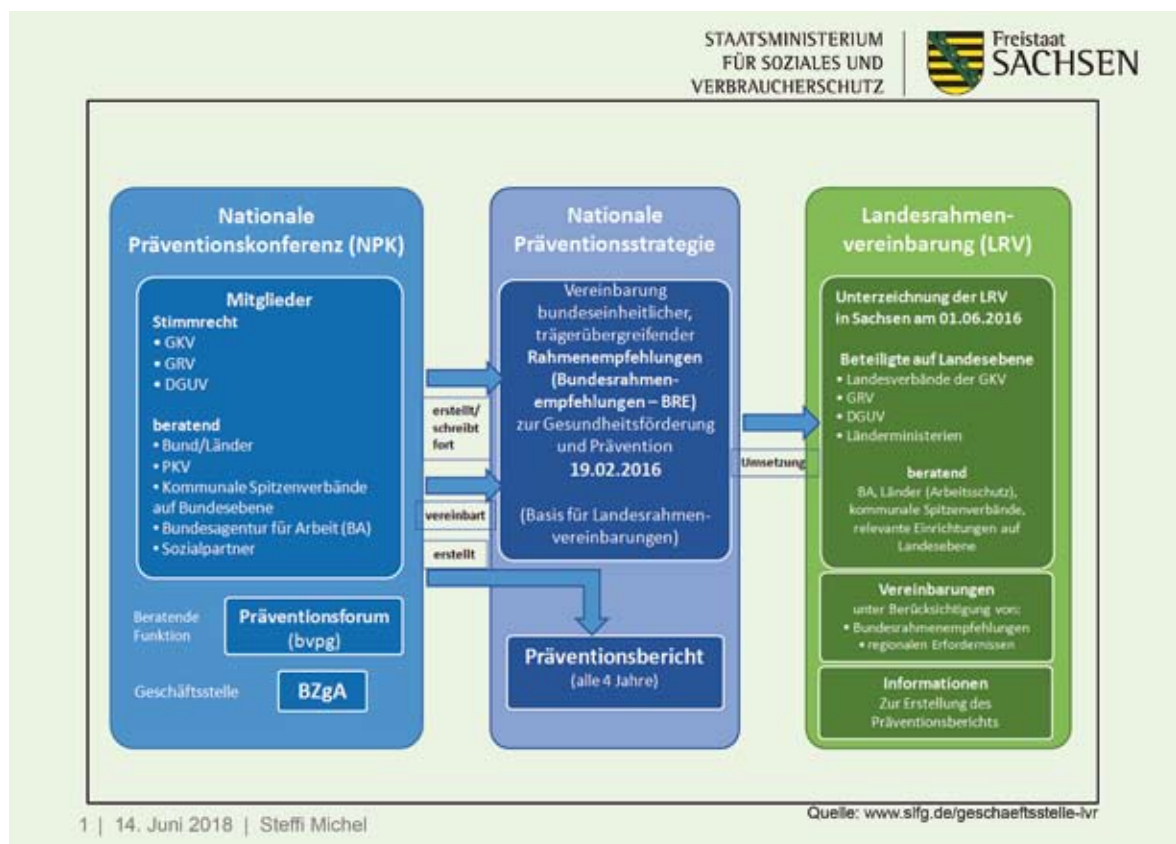 STAATSMINISTERIUM
FÜR SOZIALES UND
VERBRAUCHERSCHUTZ
Freistaat
SACHSEN
Nationale
Präventionskonferenz (NPK)
Mitglieder
Stimmrecht
• GKV
• GRV
• DGUV
beratend
• Bund/Länder
• PKV
• Kommunale Spitzenverbände
auf Bundesebene
• Bundesagentur für Arbeit (BA)
• Sozialpartner
Beratende
Funktion
Präventionsforum
(bvpg)
Geschäftsstelle
BZgA
erstellt/
schreibt
fort
vereinbart
erstellt
Nationale
Präventionsstrategie
Vereinbarung
bundeseinheitlicher,
trägerübergreifender
Rahmenempfehlungen
(Bundesrahmen-
empfehlungen – BRE)
zur Gesundheitsförderung
und Prävention
19.02.2016
(Basis für Landesrahmen-
vereinbarungen)
Präventionsbericht
(alle 4 Jahre)
Umsetzung
Landesrahmen-
vereinbarung (LRV)
Unterzeichnung der LRV
in Sachsen am 01.06.2016
Beteiligte auf Landesebene
• Landesverbände der GKV
• GRV
• DGUV
• Länderministerien
beratend
BA, Länder (Arbeitsschutz),
kommunale Spitzenverbände,
relevante Einrichtungen auf
Landesebene
Vereinbarungen
unter Berücksichtigung von:
• Bundesrahmenempfehlungen
• regionalen Erfordernissen
Informationen
Zur Erstellung des
Präventionsberichts
Quelle: www.slfg.de/geschaeftsstelle-lvr
1 | 14. Juni 2018 | Steffi Michel